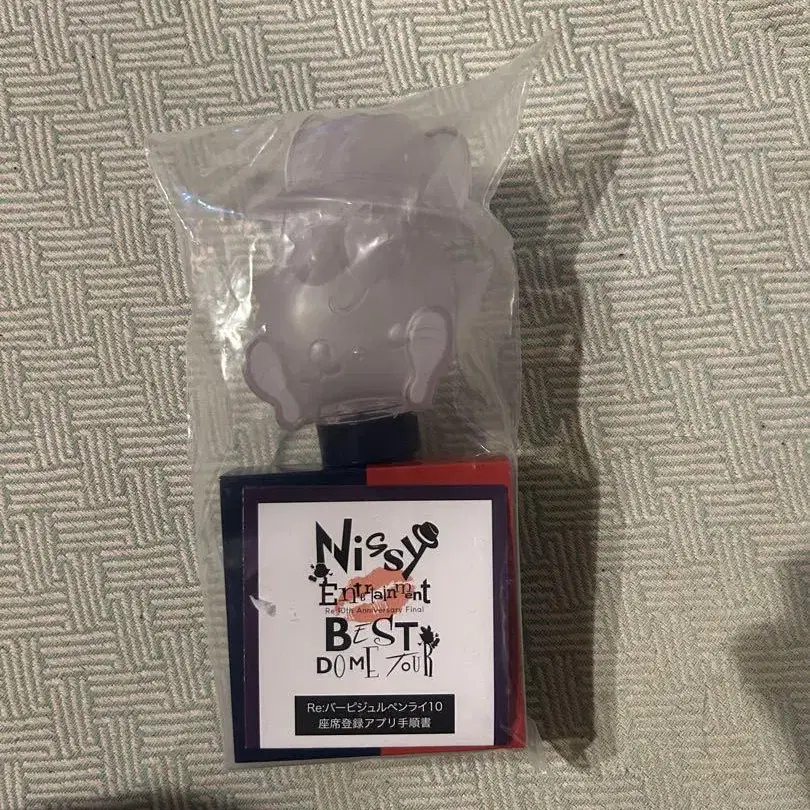 Nissy
Entertainment
Re:10th Anniversary Final
BEST
DOME TOUR
Re:バーピジュルペンライ10
座席登録アプリ手順書